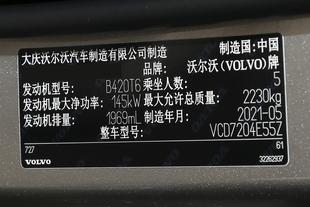 大庆沃尔沃汽车制造有限公司制造 制造国:中国
品牌: 沃尔沃(VOLVO)牌
发动机型号: B420T6 乘坐人数: 5
发动机最大净功率: 145kW 最大允许总质量: 2230kg
发动机排量: 1969mL 制造年月: 2021-05
整车型号: VCD7204E55Z
727 61
VOLVO 32262937